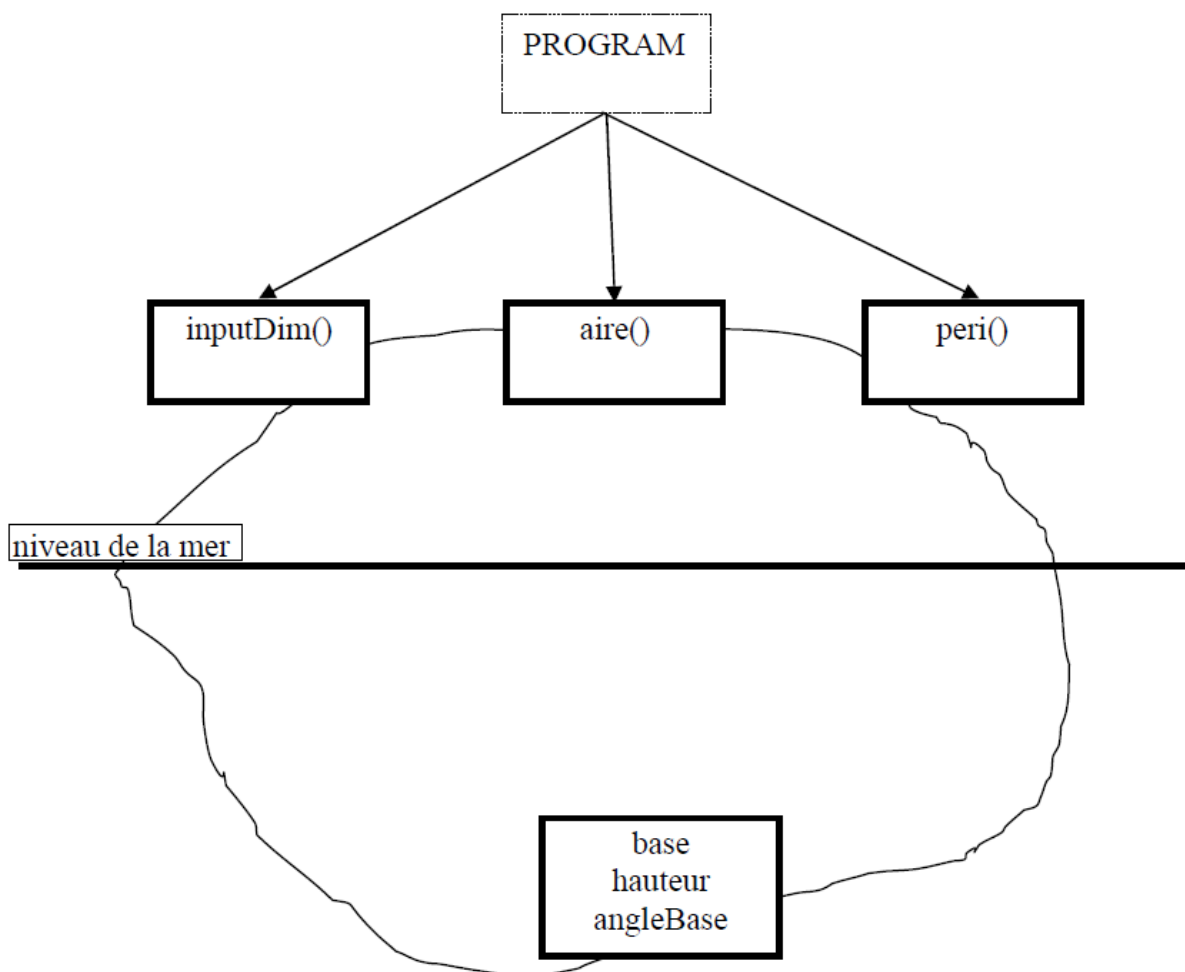 PROGRAM
inputDim()
aire()
peri()
niveau de la mer
base
hauteur
angleBase